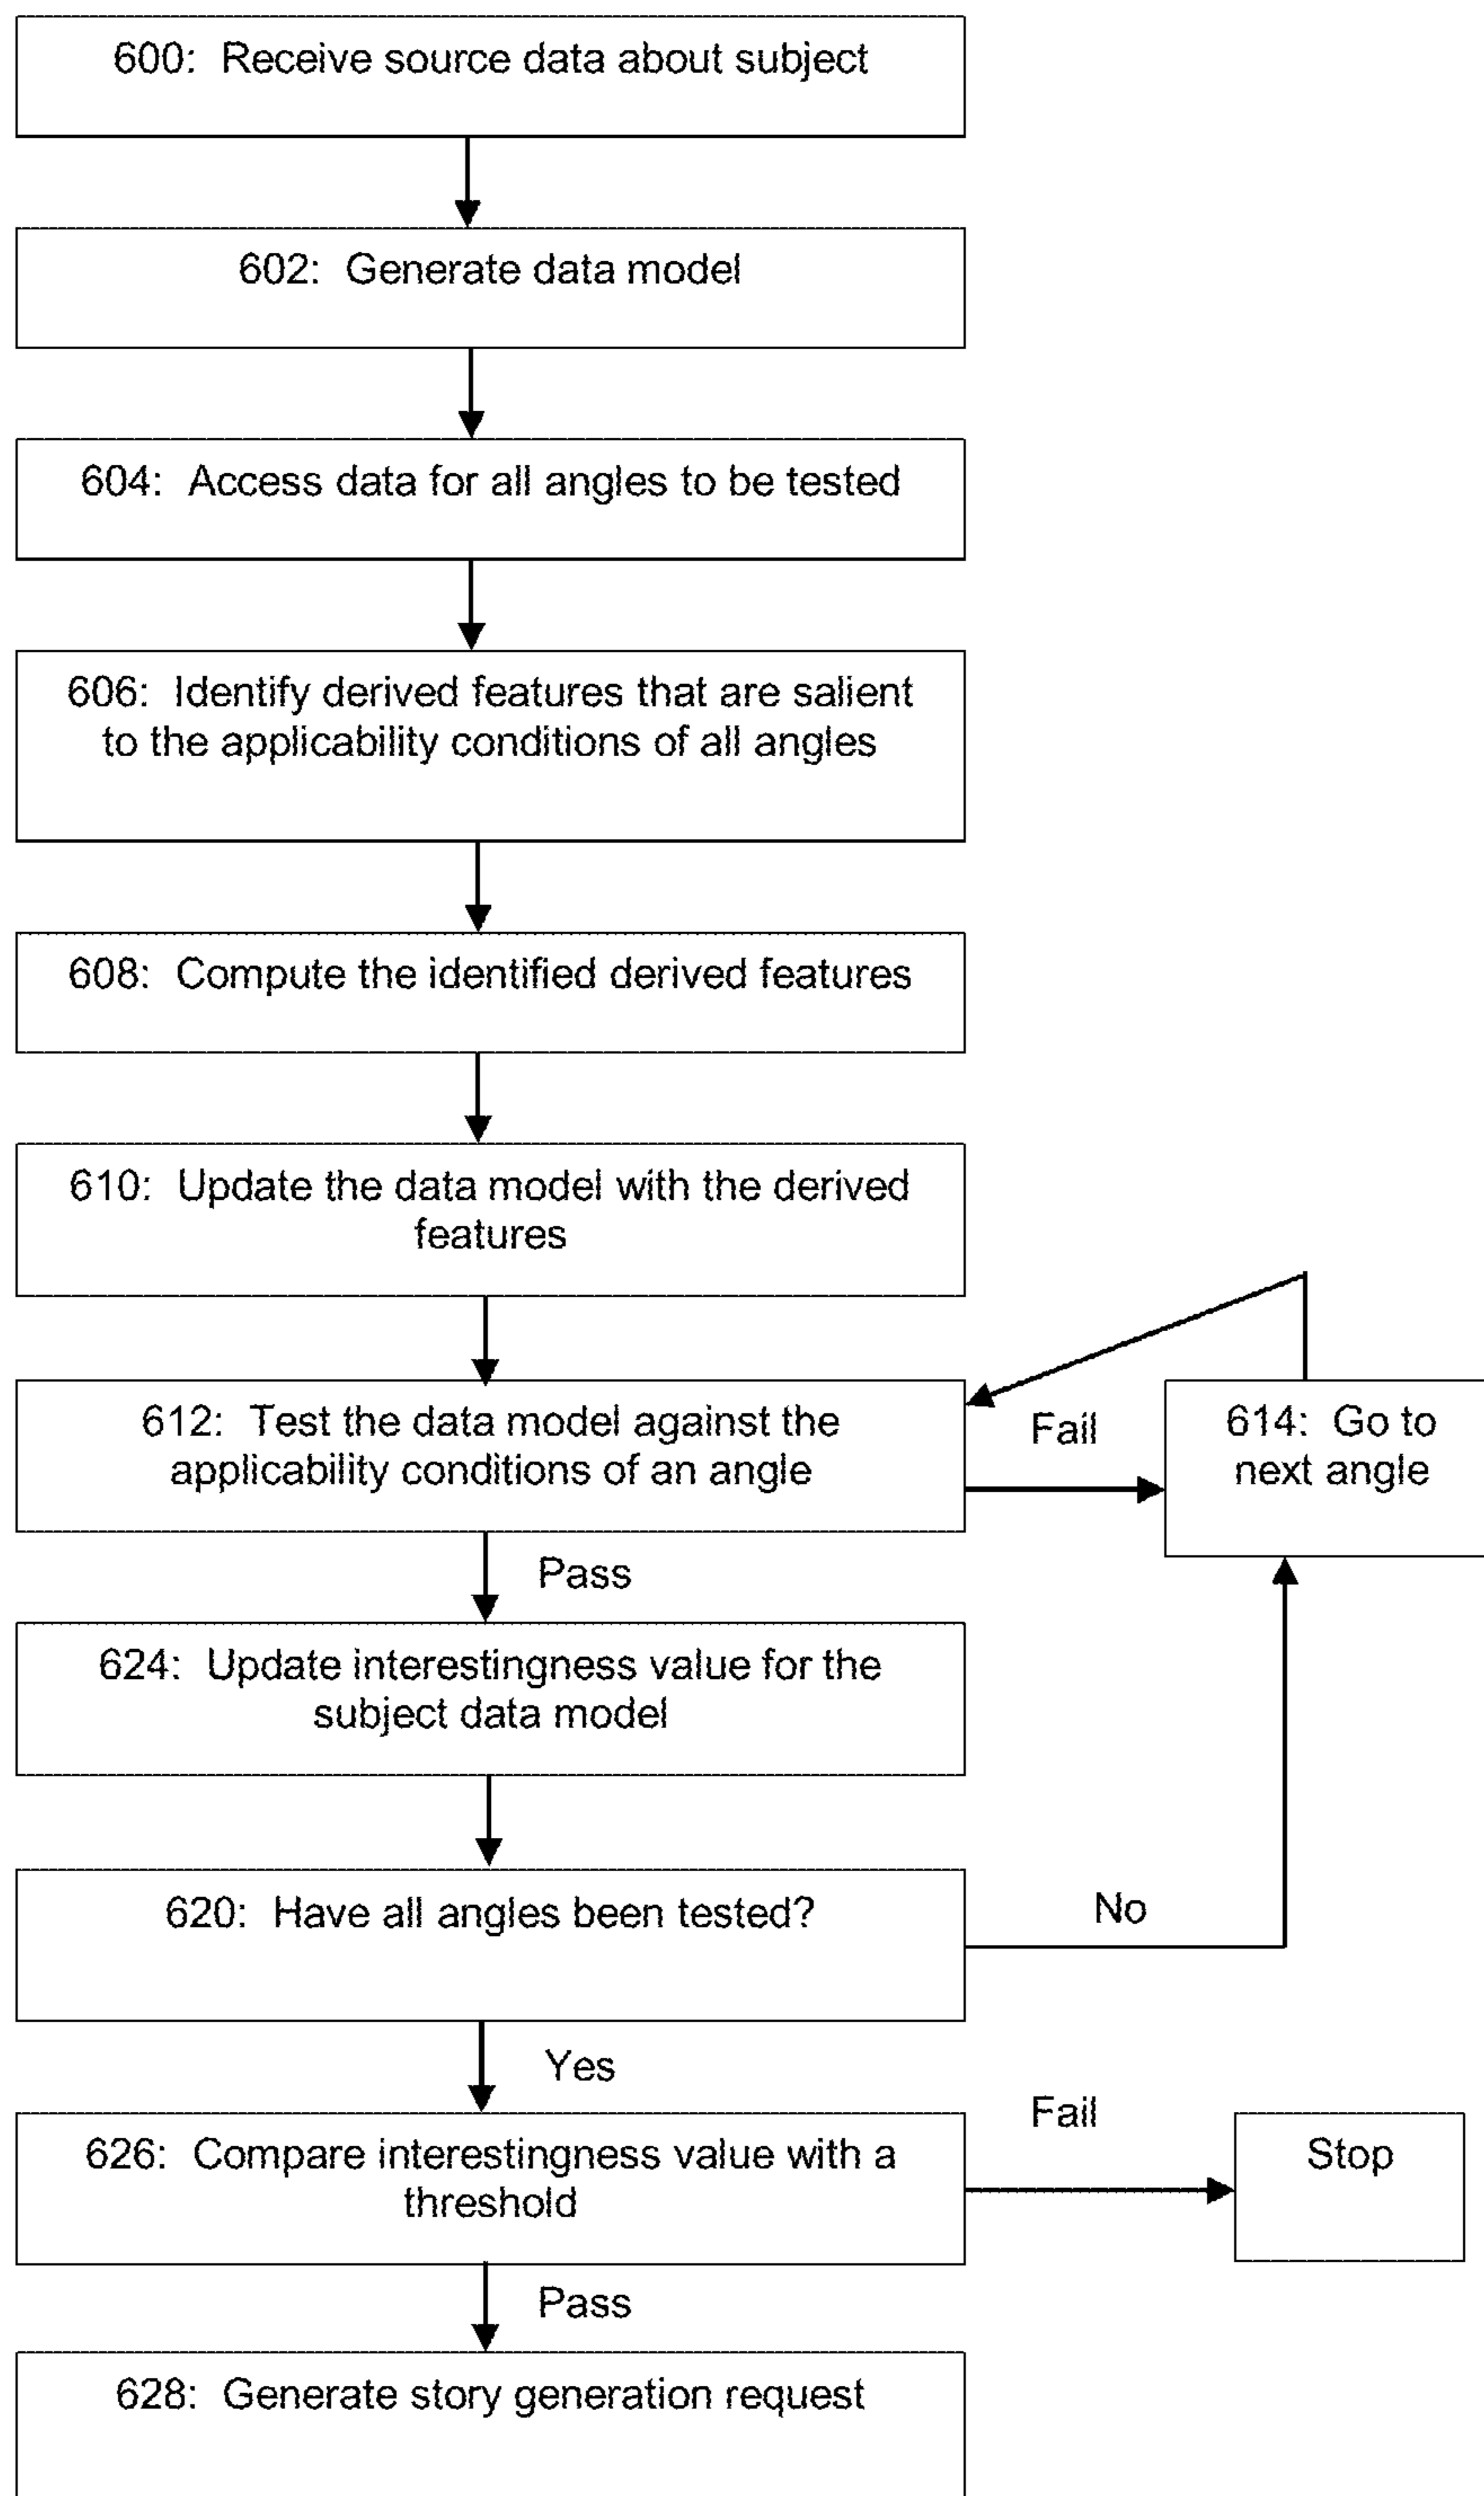 600: Receive source data about subject
602: Generate data model
604: Access data for all angles to be tested
606: Identify derived features that are salient
to the applicability conditions of all angles
608: Compute the identified derived features
610: Update the data model with the derived
features
612: Test the data model against the
applicability conditions of an angle
Fail
614: Go to
next angle
Pass
624: Update interestingness value for the
subject data model
620: Have all angles been tested?
No
Yes
626: Compare interestingness value with a
threshold
Fail
Stop
Pass
628: Generate story generation request